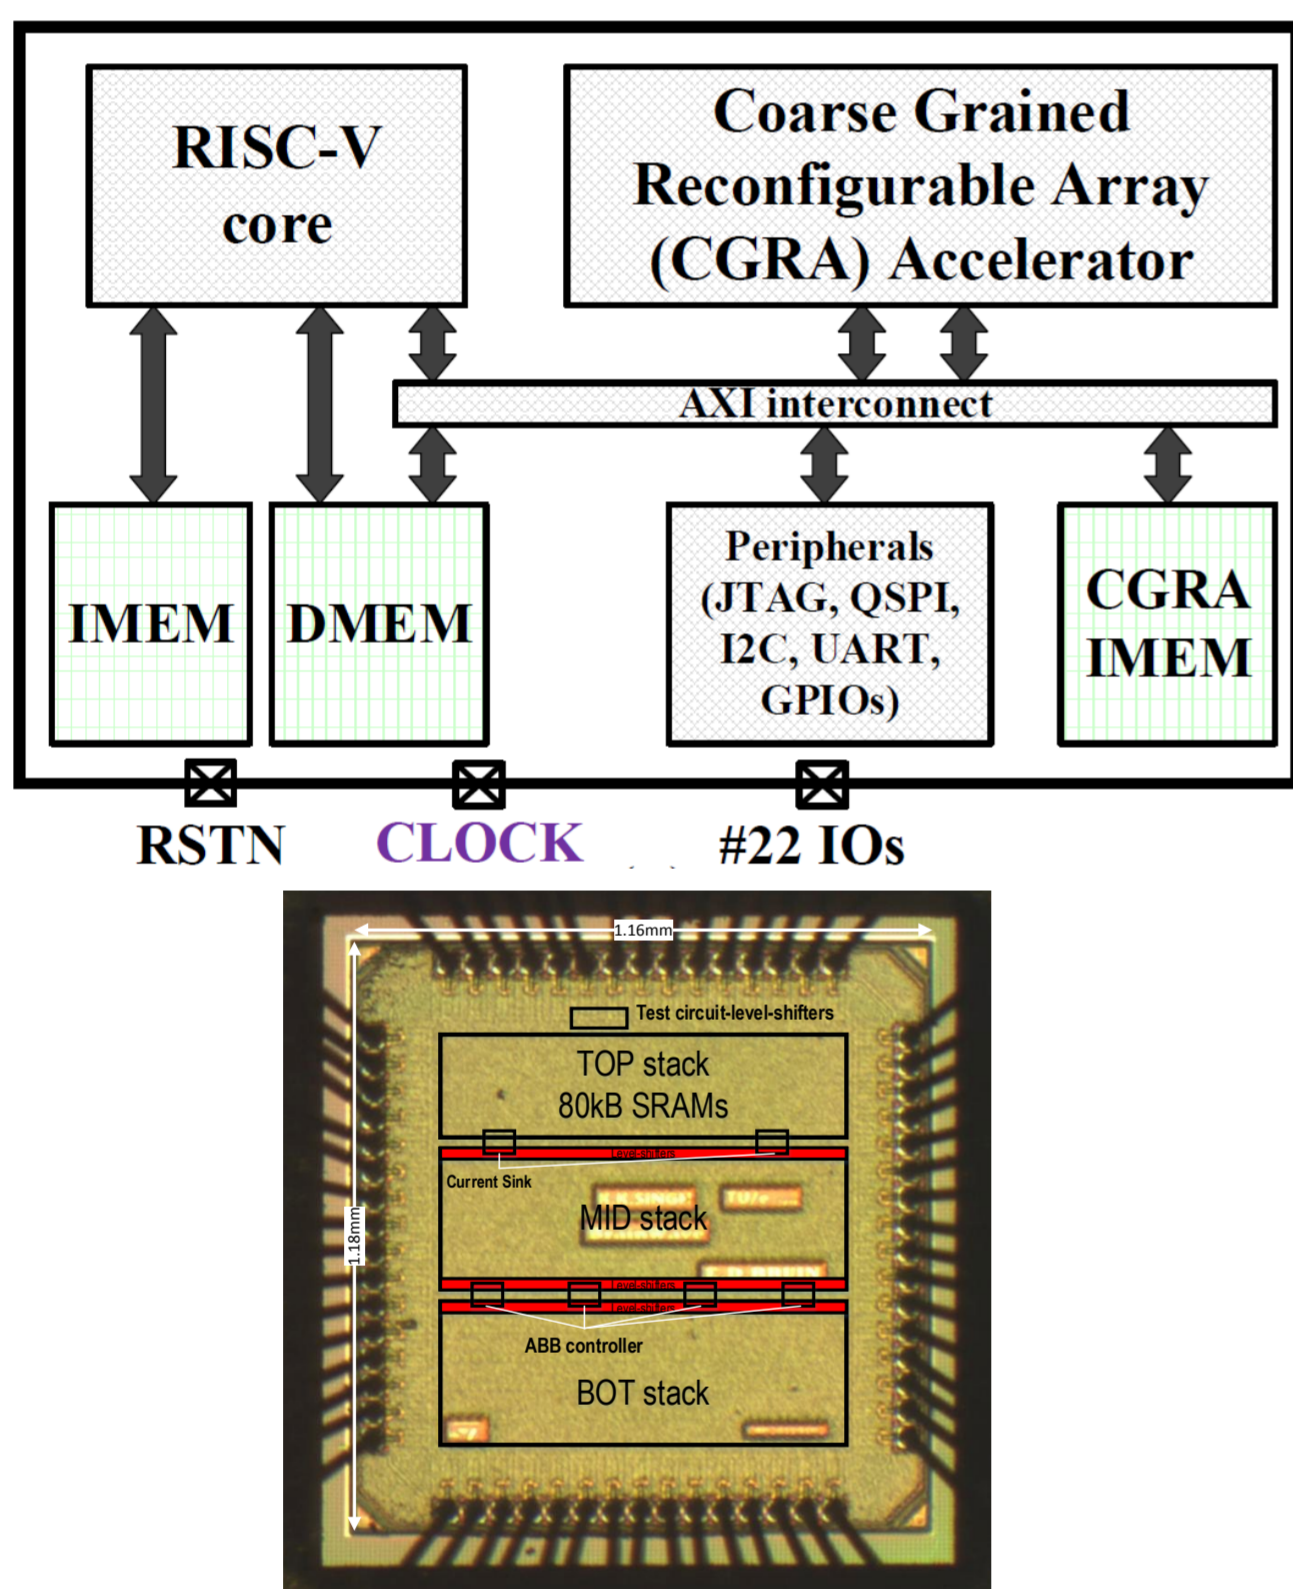 RISC-V
core
Coarse Grained
Reconfigurable Array
(CGRA) Accelerator
AXI interconnect
IMEM
DMEM
Peripherals
(JTAG, QSPI,
I2C, UART,
GPIOs)
CGRA
IMEM
RSTN
CLOCK
#22 IOs
1.16mm
1.18mm
Test circuit-level-shifters
TOP stack
80kB SRAMs
Level-shifters
Current Sink
MID stack
Level-shifters
Level-shifters
ABB controller
BOT stack